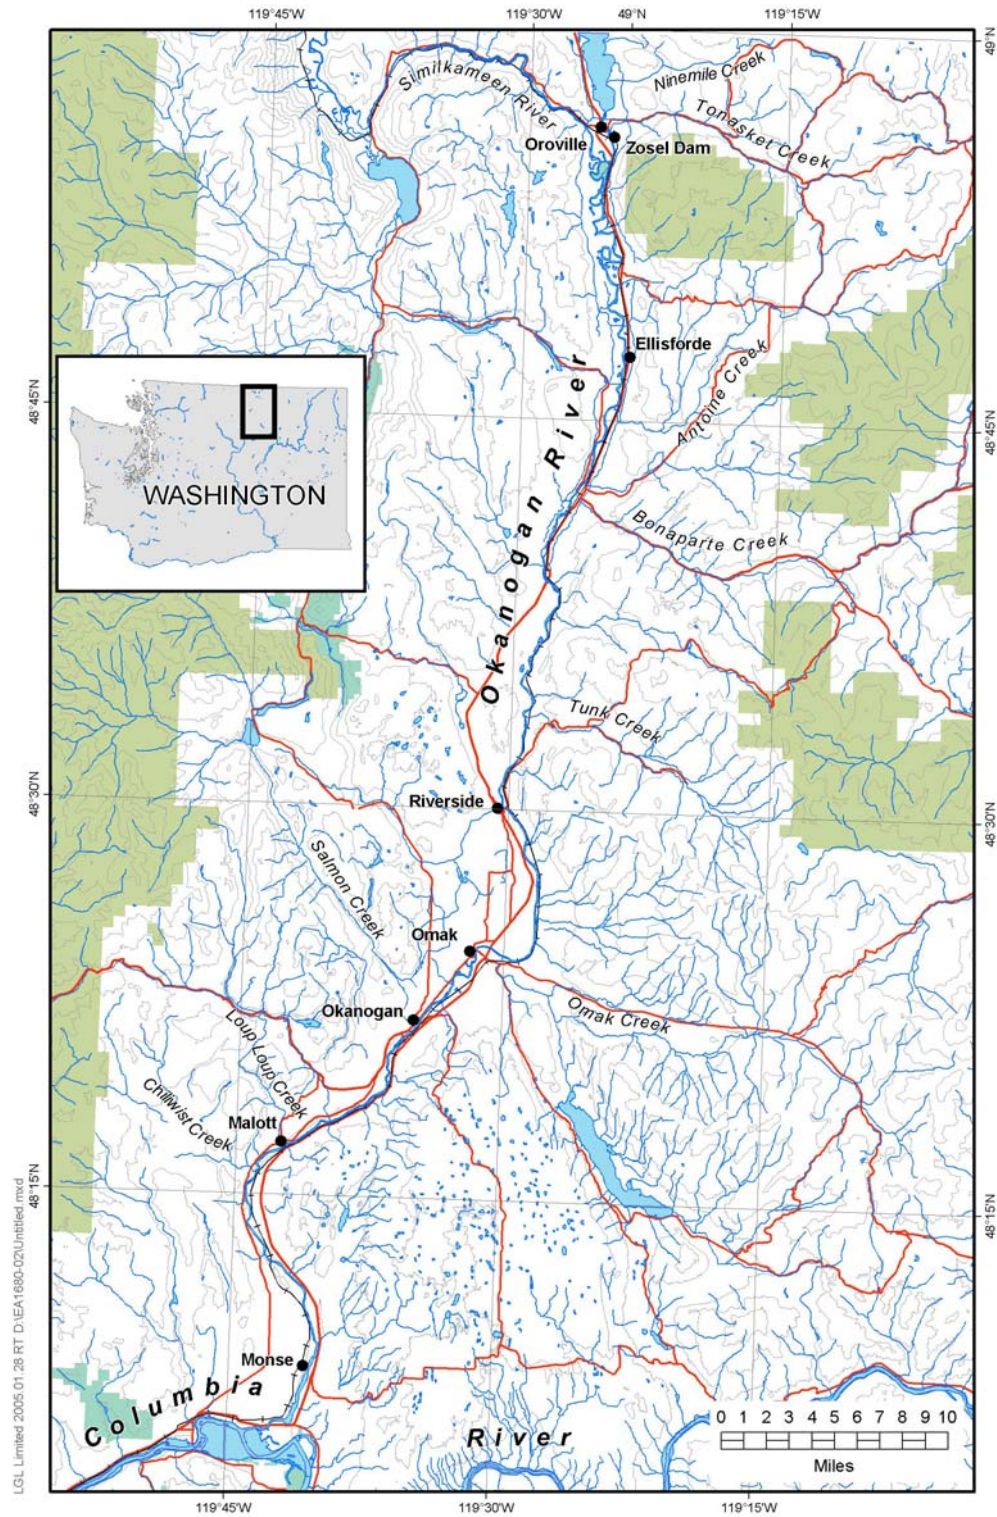 119°45'W
119°30'W
49°N
119°15'W
49°N
Similkameen River
Ninemile Creek
Tonasket Creek
Oroville
Zosel Dam
Ellisforde
48°45'N
Antoine Creek
48°45'N
Okanogan River
WASHINGTON
Bonaparte Creek
Tunk Creek
48°30'N
Riverside
48°30'N
Salmon Creek
Omak
Okanogan
Omak Creek
Loup Loup Creek
Chiliwist Creek
Malott
48°15'N
48°15'N
Monse
Columbia
River
0 1 2 3 4 5 6 7 8 9 10
Miles
LGL Limited 2005.01.28 RT D:\EA1680-02\Untitled.mxd
119°45'W
119°30'W
119°15'W